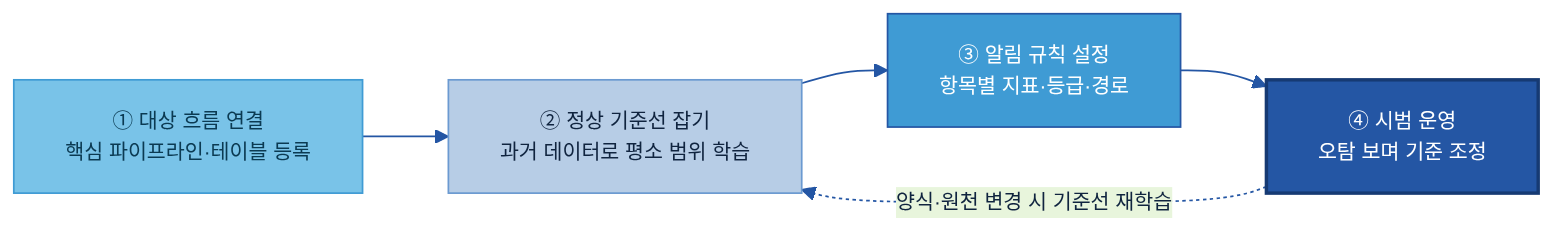 ① 대상 흐름 연결
핵심 파이프라인·테이블 등록
② 정상 기준선 잡기
과거 데이터로 평소 범위 학습
③ 알림 규칙 설정
항목별 지표·등급·경로
④ 시범 운영
오탐 보며 기준 조정
양식·원천 변경 시 기준선 재학습